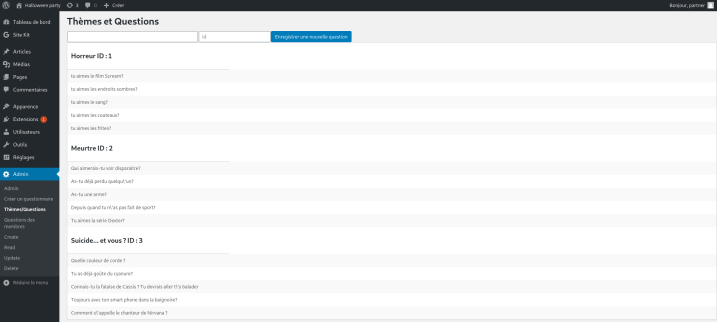 Halloween party 3 0 + Créer Bonjour, partner
Tableau de bord
Site Kit
Articles
Médias
Pages
Commentaires
Apparence
Extensions 1
Utilisateurs
Outils
Réglages
Admin
Admin
Créer un questionnaire
Thèmes/Questions
Questions des
membres
Create
Read
Update
Delete
Réduire le menu
Thèmes et Questions
id Enregistrer une nouvelle question
Horreur ID : 1
tu aimes le film Scream?
tu aimes les endroits sombres?
tu aimes le sang?
tu aimes les couteaux?
tu aimes les frites?
Meurtre ID : 2
Qui aimerais-tu voir disparaitre?
As-tu déjà perdu quelqu\'un?
As-tu une arme?
Depuis quand tu n\'as pas fait de sport?
Tu aimes la série Dexter?
Suicide... et vous ? ID : 3
Quelle couleur de corde ?
Tu as déjà goûte du cyanure?
Connais-tu la falaise de Cassis ? Tu devrais aller t\'y balader
Toujours avec ton smart phone dans la baignoire?
Comment s\'appelle le chanteur de Nirvana ?